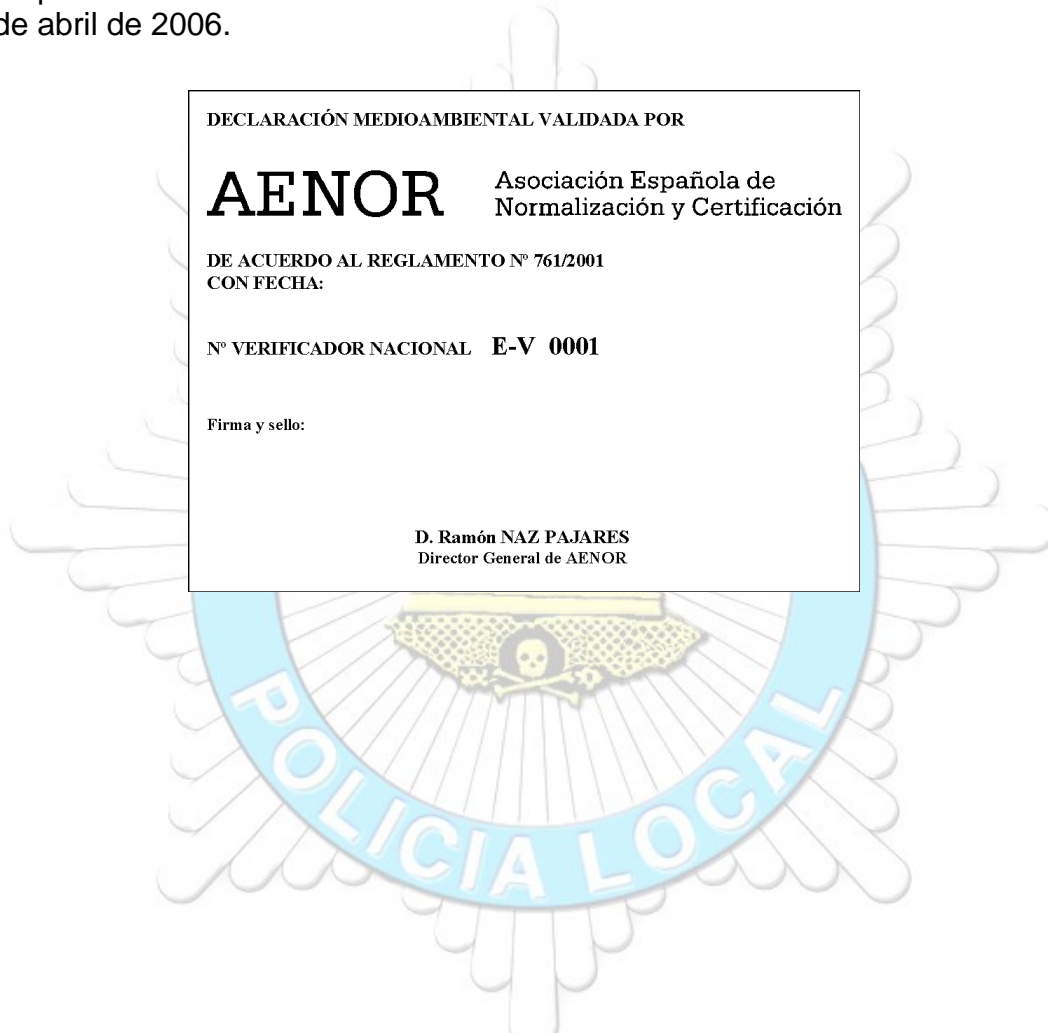 de abril de 2006.
DECLARACIÓN MEDIOAMBIENTAL VALIDADA POR
AENOR
Asociación Española de
Normalización y Certificación
DE ACUERDO AL REGLAMENTO Nº 761/2001
CON FECHA:
Nº VERIFICADOR NACIONAL E-V 0001
Firma y sello:
D. Ramón NAZ PAJARES
Director General de AENOR
POLICIA LOCAL